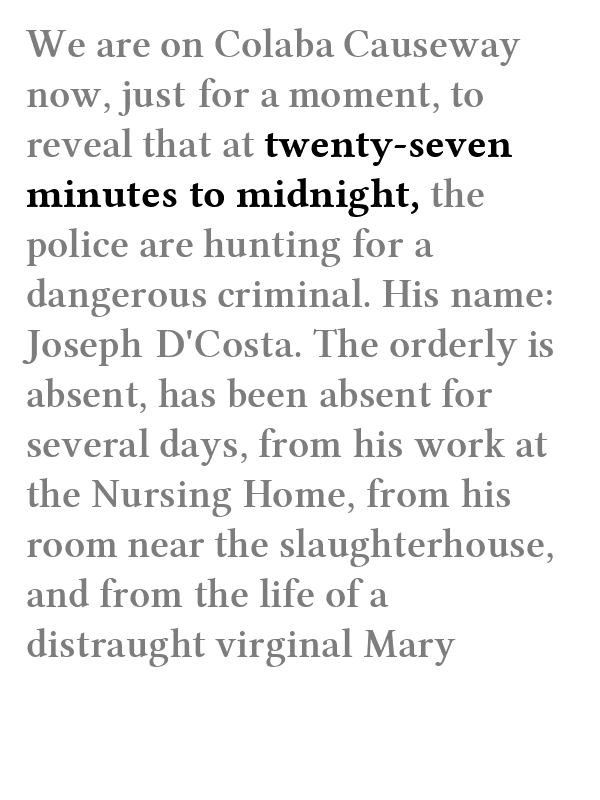 We are on Colaba Causeway
now, just for a moment, to
reveal that at twenty-seven
minutes to midnight, the
police are hunting for a
dangerous criminal. His name:
Joseph D'Costa. The orderly is
absent, has been absent for
several days, from his work at
the Nursing Home, from his
room near the slaughterhouse,
and from the life of a
distraught virginal Mary